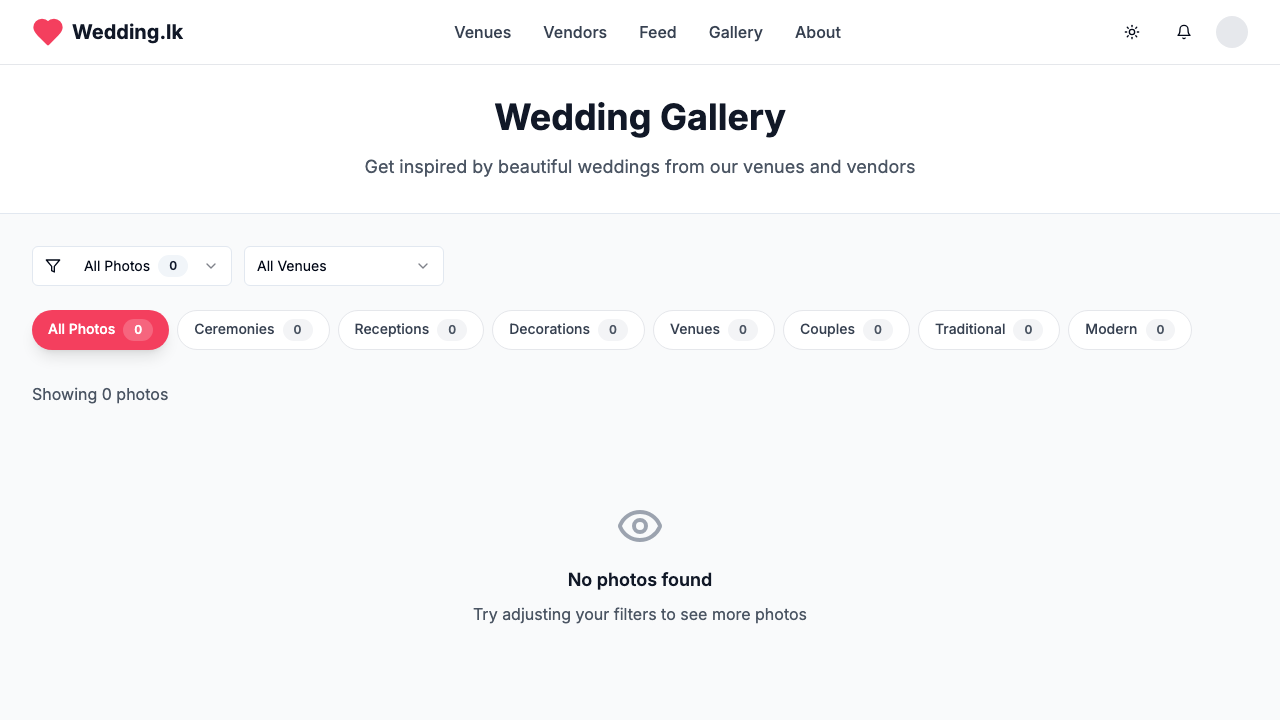 Wedding.lk
Venues Vendors Feed Gallery About
Wedding Gallery
Get inspired by beautiful weddings from our venues and vendors
All Photos 0 All Venues
All Photos 0 Ceremonies 0 Receptions 0 Decorations 0 Venues 0 Couples 0 Traditional 0 Modern 0
Showing 0 photos
No photos found
Try adjusting your filters to see more photos